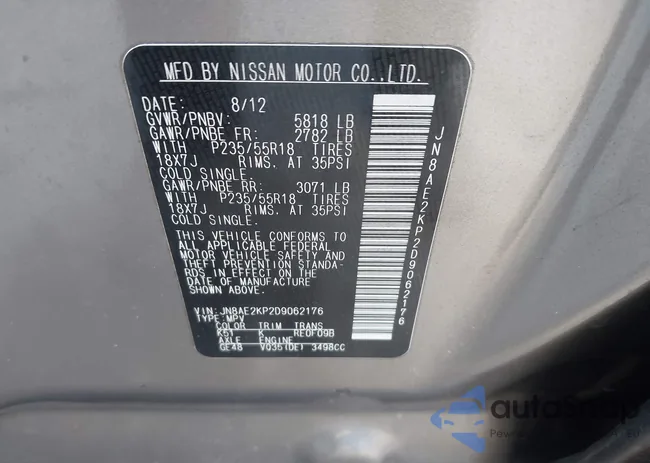 MFD BY NISSAN MOTOR CO.,LTD.
DATE: 8/12
GVWR/PNBV: 5818 LB
GAWR/PNBE FR: 2782 LB
WITH P235/55R18 TIRES
18X7J RIMS, AT 35PSI
COLD SINGLE.
GAWR/PNBE RR: 3071 LB
WITH P235/55R18 TIRES
18X7J RIMS, AT 35PSI
COLD SINGLE.
THIS VEHICLE CONFORMS TO
ALL APPLICABLE FEDERAL
MOTOR VEHICLE SAFETY AND
THEFT PREVENTION STANDA-
RDS IN EFFECT ON THE
DATE OF MANUFACTURE
SHOWN ABOVE.
VIN: JN8AE2KP2D9062176
TYPE: MPV
COLOR TRIM TRANS
K51 K RE0F09B
AXLE ENGINE
GE48 VQ35(DE) 3498CC
JN8AE2KP2D9062176